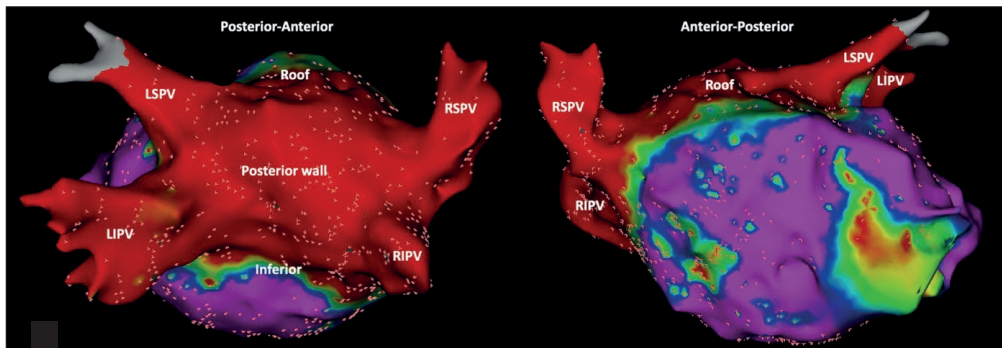 Posterior-Anterior
Anterior-Posterior
Roof
LSPV
RSPV
Posterior wall
LIPV
RIPV
Inferior
LSPV
LIPV
Roof
RSPV
RIPV